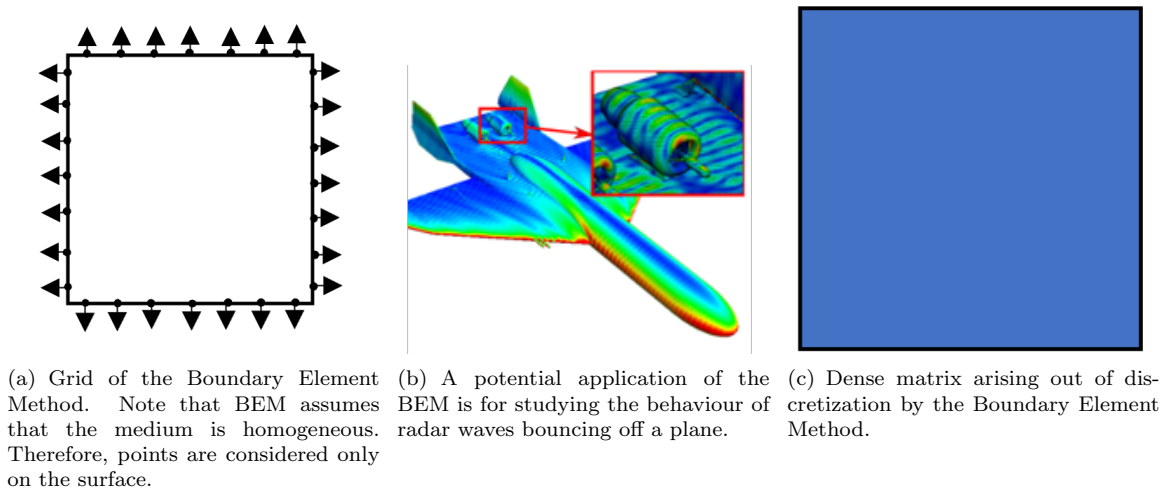 (a) Grid of the Boundary Element
Method. Note that BEM assumes
that the medium is homogeneous.
Therefore, points are considered only
on the surface.
(b) A potential application of the
BEM is for studying the behaviour of
radar waves bouncing off a plane.
(c) Dense matrix arising out of dis-
cretization by the Boundary Element
Method.